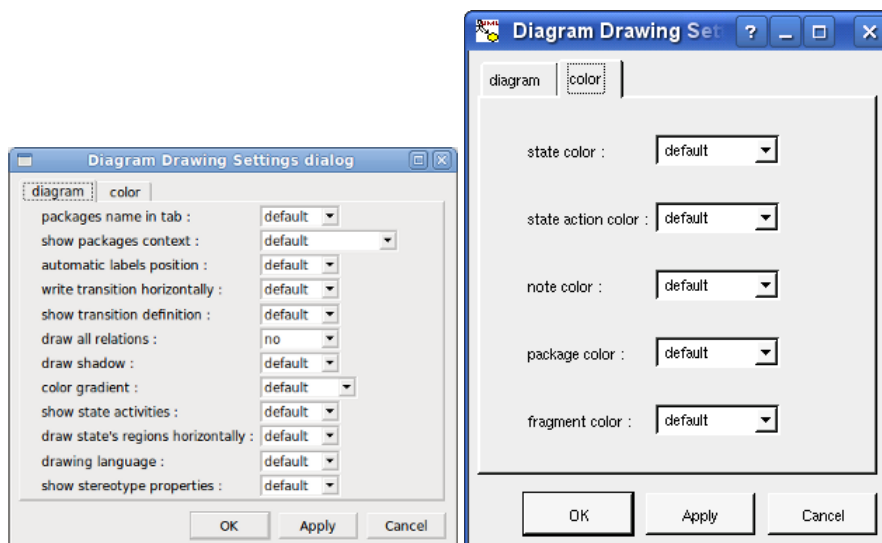 Diagram Drawing Settings dialog
diagram color
packages name in tab : default
show packages context : default
automatic labels position : default
write transition horizontally : default
show transition definition : default
draw all relations : no
draw shadow : default
color gradient : default
show state activities : default
draw state's regions horizontally : default
drawing language : default
show stereotype properties : default
OK Apply Cancel
Diagram Drawing Set
diagram color
state color : default
state action color : default
note color : default
package color : default
fragment color : default
OK Apply Cancel